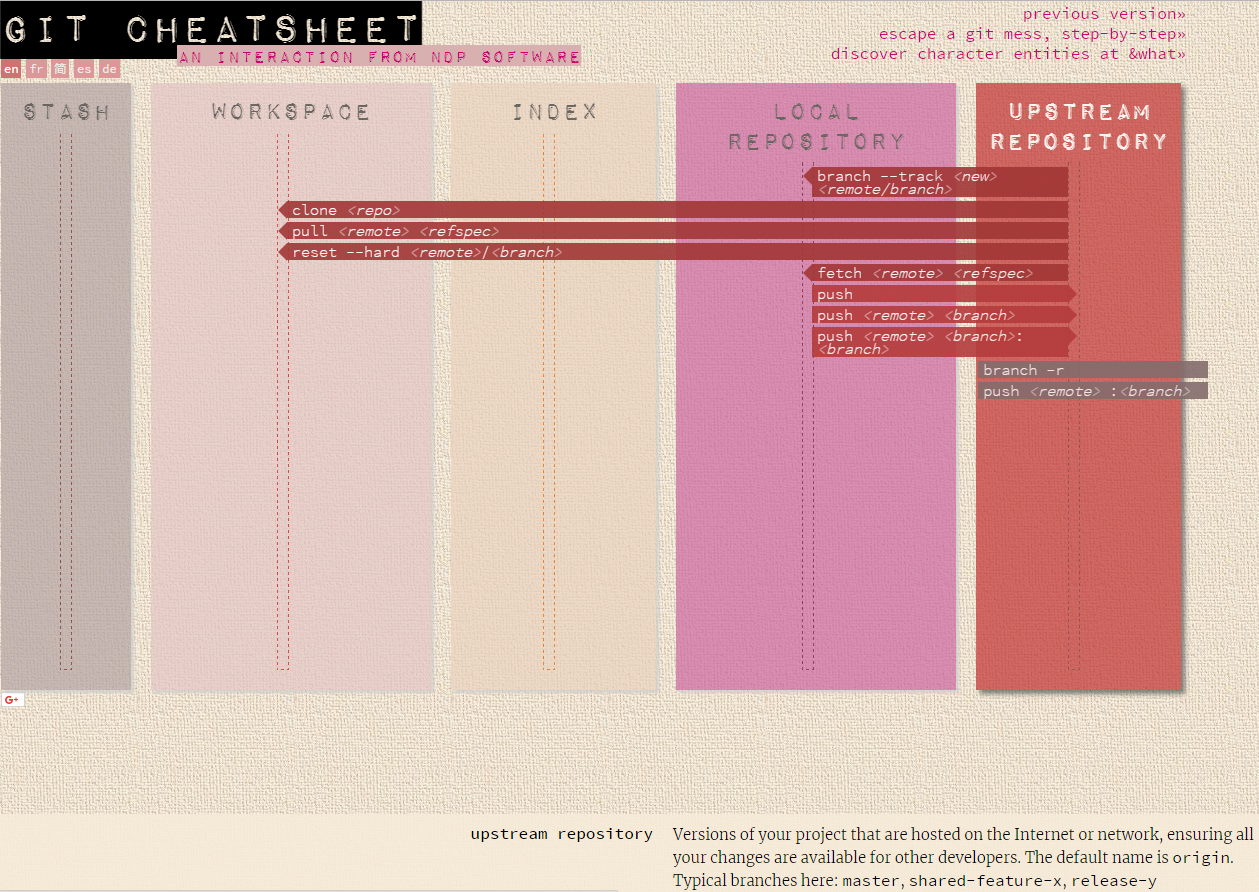 GIT CHEATSHEET
AN INTERACTION FROM NDP SOFTWARE
previous version»
escape a git mess, step-by-step»
discover character entities at &what»
en fr 简 es de
STASH
WORKSPACE
INDEX
LOCAL
REPOSITORY
UPSTREAM
REPOSITORY
branch --track <new>
<remote/branch>
clone <repo>
pull <remote> <refspec>
reset --hard <remote>/<branch>
fetch <remote> <refspec>
push
push <remote> <branch>
push <remote> <branch>:
<branch>
branch -r
push <remote> :<branch>
G+
upstream repository
Versions of your project that are hosted on the Internet or network, ensuring all
your changes are available for other developers. The default name is origin.
Typical branches here: master, shared-feature-x, release-y